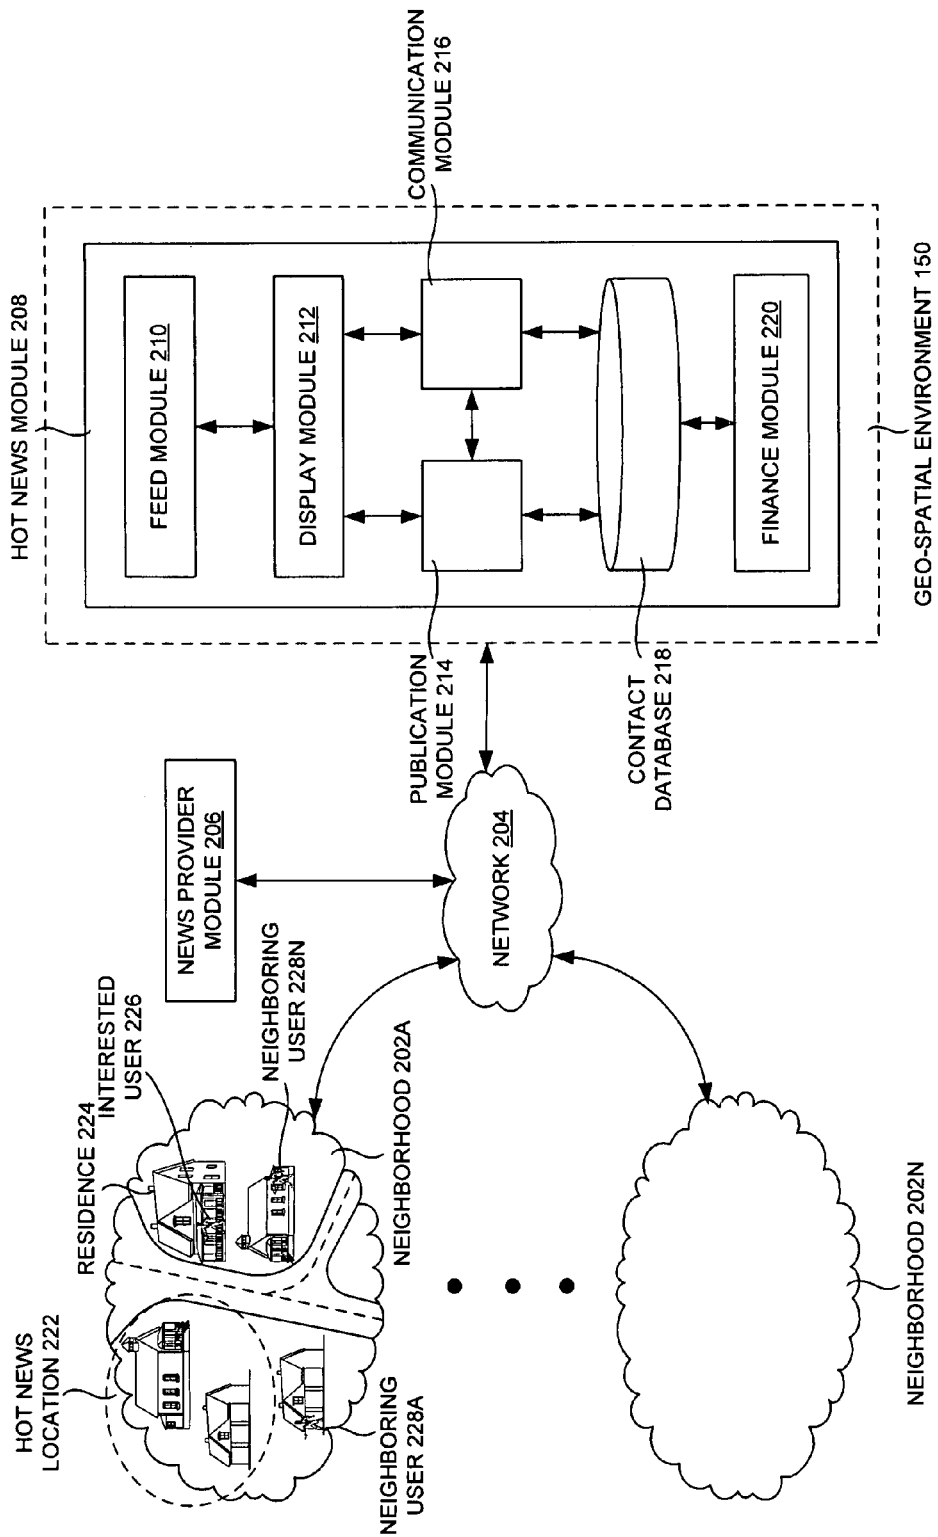 HOT NEWS
LOCATION 222
RESIDENCE 224
INTERESTED
USER 226
NEIGHBORING
USER 228N
NEIGHBORHOOD 202A
NEIGHBORING
USER 228A
NEIGHBORHOOD 202N
NEWS PROVIDER
MODULE 206
NETWORK 204
HOT NEWS MODULE 208
FEED MODULE 210
DISPLAY MODULE 212
PUBLICATION
MODULE 214
COMMUNICATION
MODULE 216
CONTACT
DATABASE 218
FINANCE MODULE 220
GEO-SPATIAL ENVIRONMENT 150